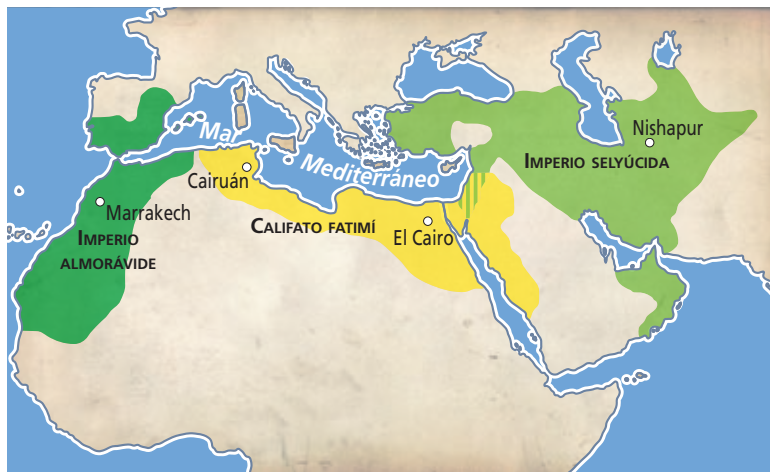 Mar
Mediterráneo
Nishapur
IMPERIO SELYÚCIDA
Cairuán
Marrakech
IMPERIO
ALMORÁVIDE
CALIFATO FATIMÍ
El Cairo